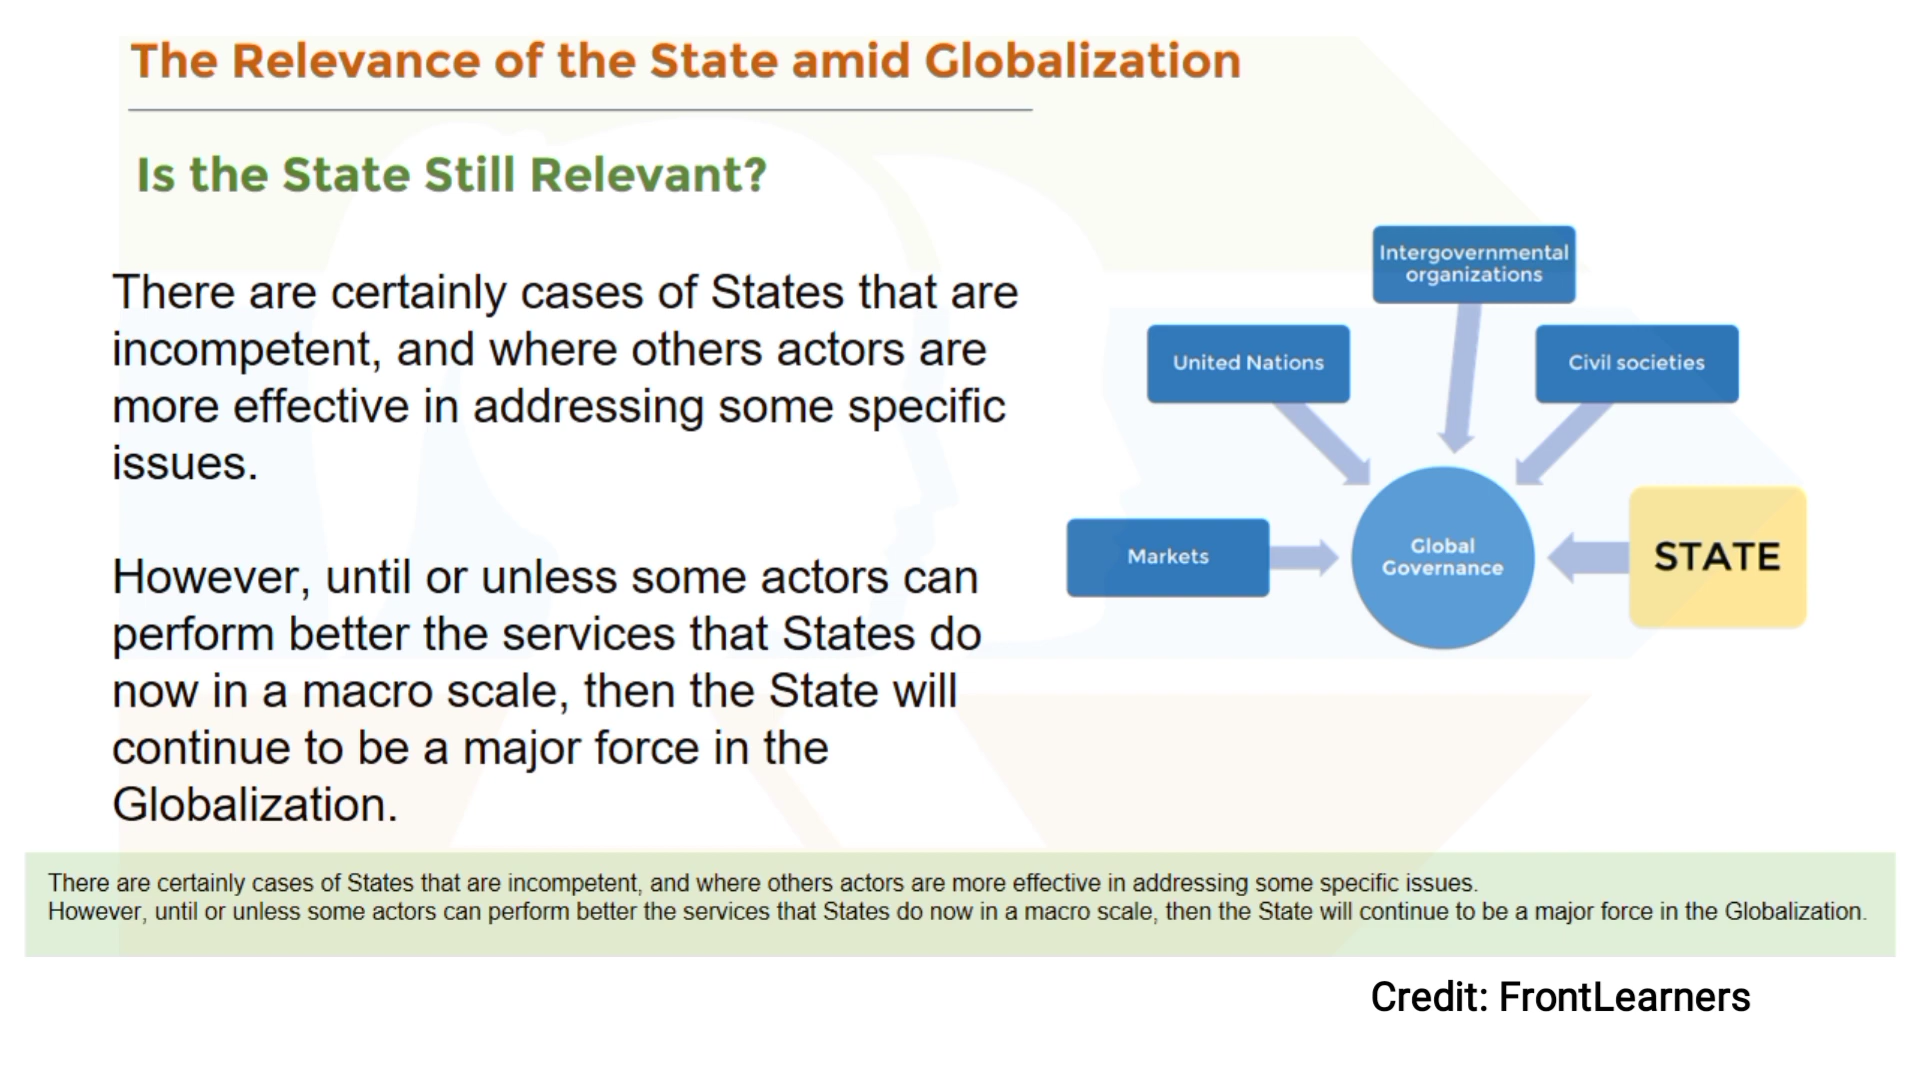 The Relevance of the State amid Globalization
Is the State Still Relevant?
There are certainly cases of States that are
incompetent, and where others actors are
more effective in addressing some specific
issues.
However, until or unless some actors can
perform better the services that States do
now in a macro scale, then the State will
continue to be a major force in the
Globalization.
Intergovernmental
organizations
United Nations
Civil societies
Markets
Global
Governance
STATE
There are certainly cases of States that are incompetent, and where others actors are more effective in addressing some specific issues.
However, until or unless some actors can perform better the services that States do now in a macro scale, then the State will continue to be a major force in the Globalization.
Credit: FrontLearners